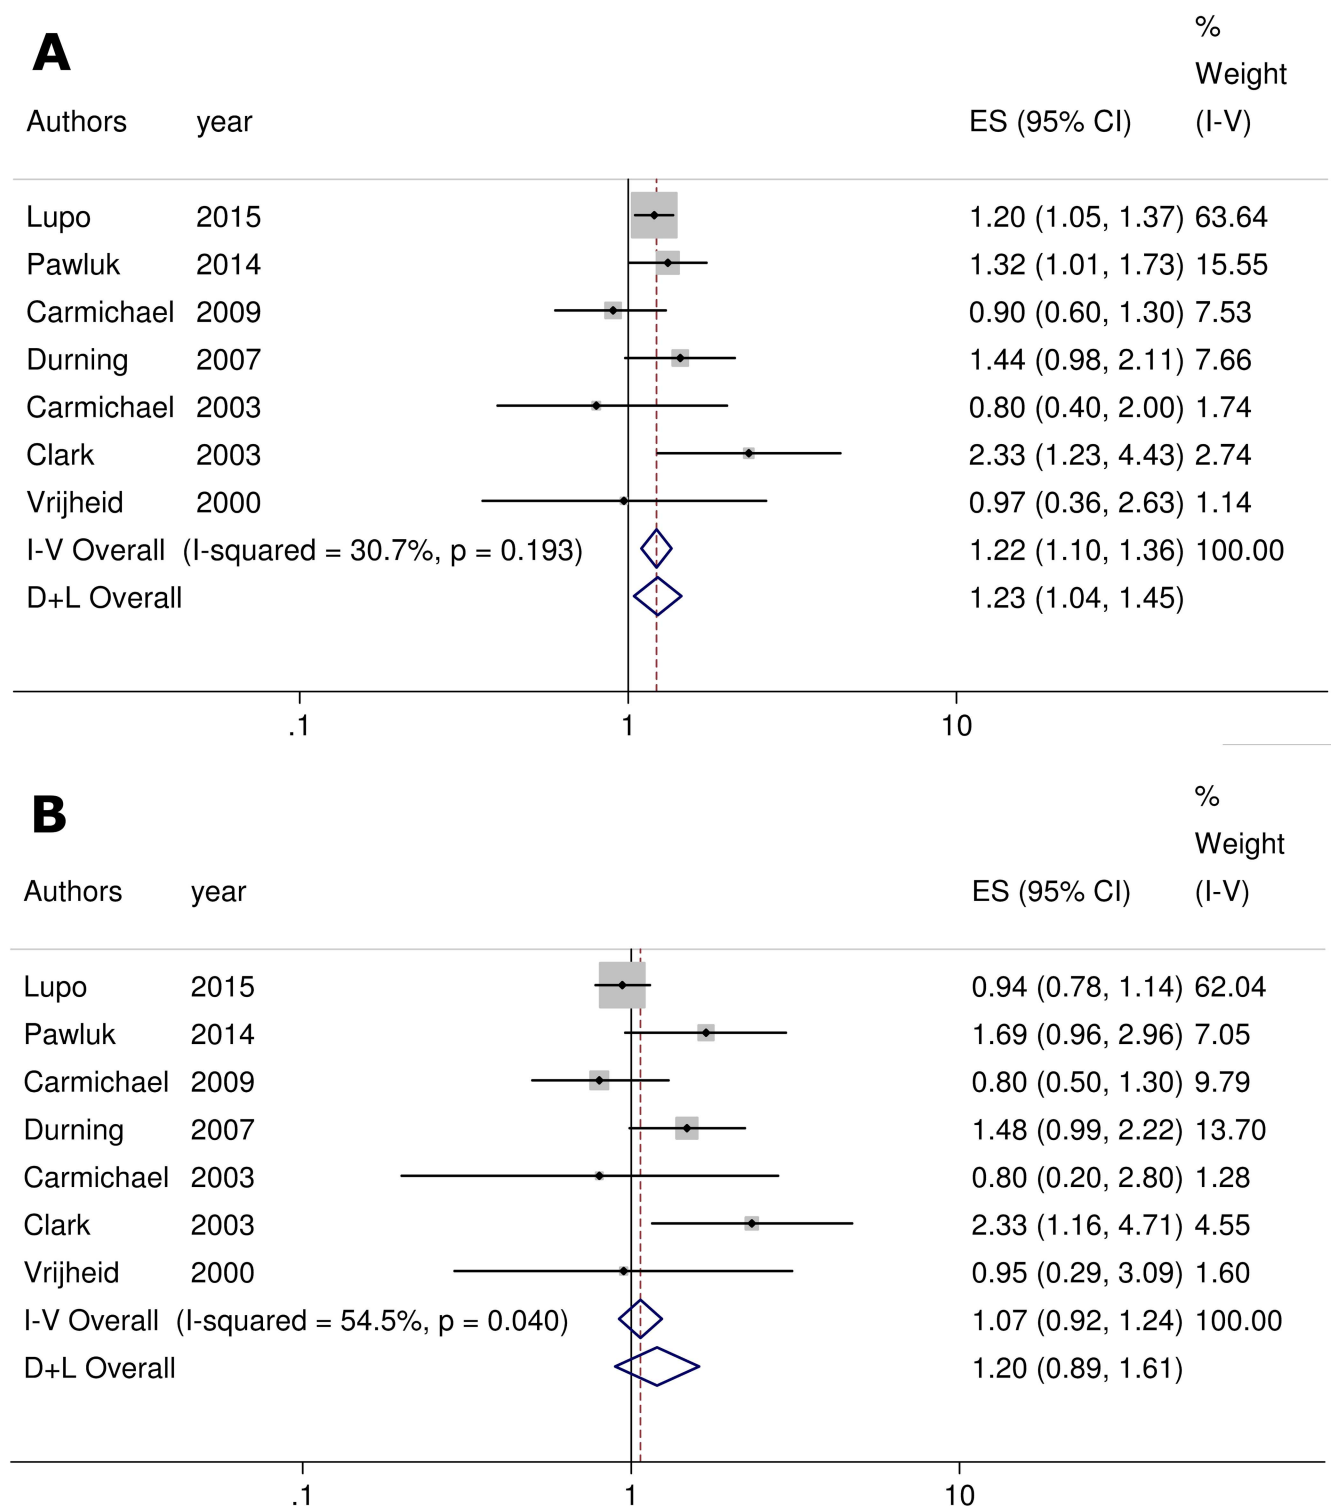 A
%
Weight
Authors year ES (95% CI) (I-V)
Lupo 2015 1.20 (1.05, 1.37) 63.64
Pawluk 2014 1.32 (1.01, 1.73) 15.55
Carmichael 2009 0.90 (0.60, 1.30) 7.53
Durning 2007 1.44 (0.98, 2.11) 7.66
Carmichael 2003 0.80 (0.40, 2.00) 1.74
Clark 2003 2.33 (1.23, 4.43) 2.74
Vrijheid 2000 0.97 (0.36, 2.63) 1.14
I-V Overall (I-squared = 30.7%, p = 0.193) 1.22 (1.10, 1.36) 100.00
D+L Overall 1.23 (1.04, 1.45)
.1 1 10
B
%
Weight
Authors year ES (95% CI) (I-V)
Lupo 2015 0.94 (0.78, 1.14) 62.04
Pawluk 2014 1.69 (0.96, 2.96) 7.05
Carmichael 2009 0.80 (0.50, 1.30) 9.79
Durning 2007 1.48 (0.99, 2.22) 13.70
Carmichael 2003 0.80 (0.20, 2.80) 1.28
Clark 2003 2.33 (1.16, 4.71) 4.55
Vrijheid 2000 0.95 (0.29, 3.09) 1.60
I-V Overall (I-squared = 54.5%, p = 0.040) 1.07 (0.92, 1.24) 100.00
D+L Overall 1.20 (0.89, 1.61)
.1 1 10